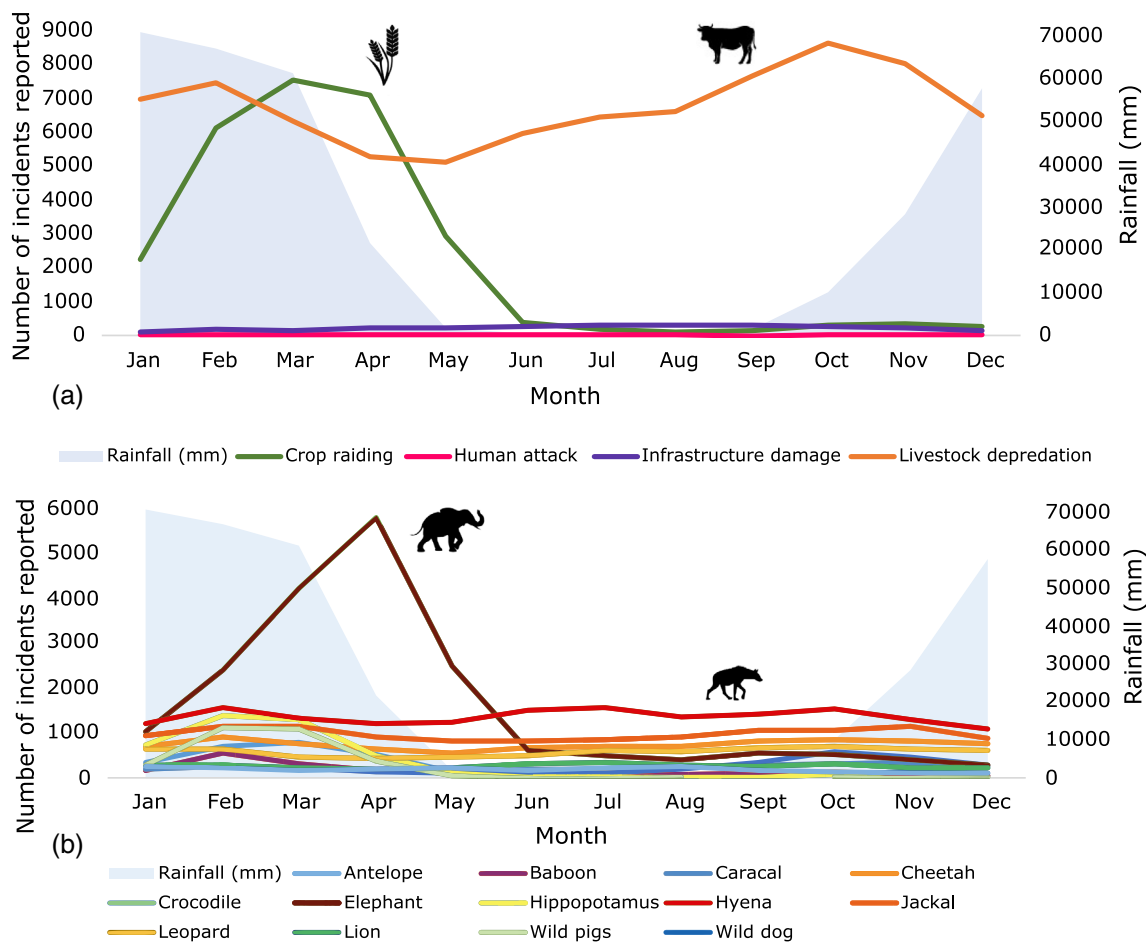 9000
8000
7000
6000
5000
4000
3000
2000
1000
0
Number of incidents reported
70000
60000
50000
40000
30000
20000
10000
0
Rainfall (mm)
Jan Feb Mar Apr May Jun Jul Aug Sep Oct Nov Dec
Month
(a)
Rainfall (mm) Crop raiding Human attack Infrastructure damage Livestock depredation
6000
5000
4000
3000
2000
1000
0
Number of incidents reported
70000
60000
50000
40000
30000
20000
10000
0
Rainfall (mm)
Jan Feb Mar Apr May Jun Jul Aug Sept Oct Nov Dec
Month
(b)
Rainfall (mm) Antelope Baboon Caracal Cheetah
Crocodile Elephant Hippopotamus Hyena Jackal
Leopard Lion Wild pigs Wild dog